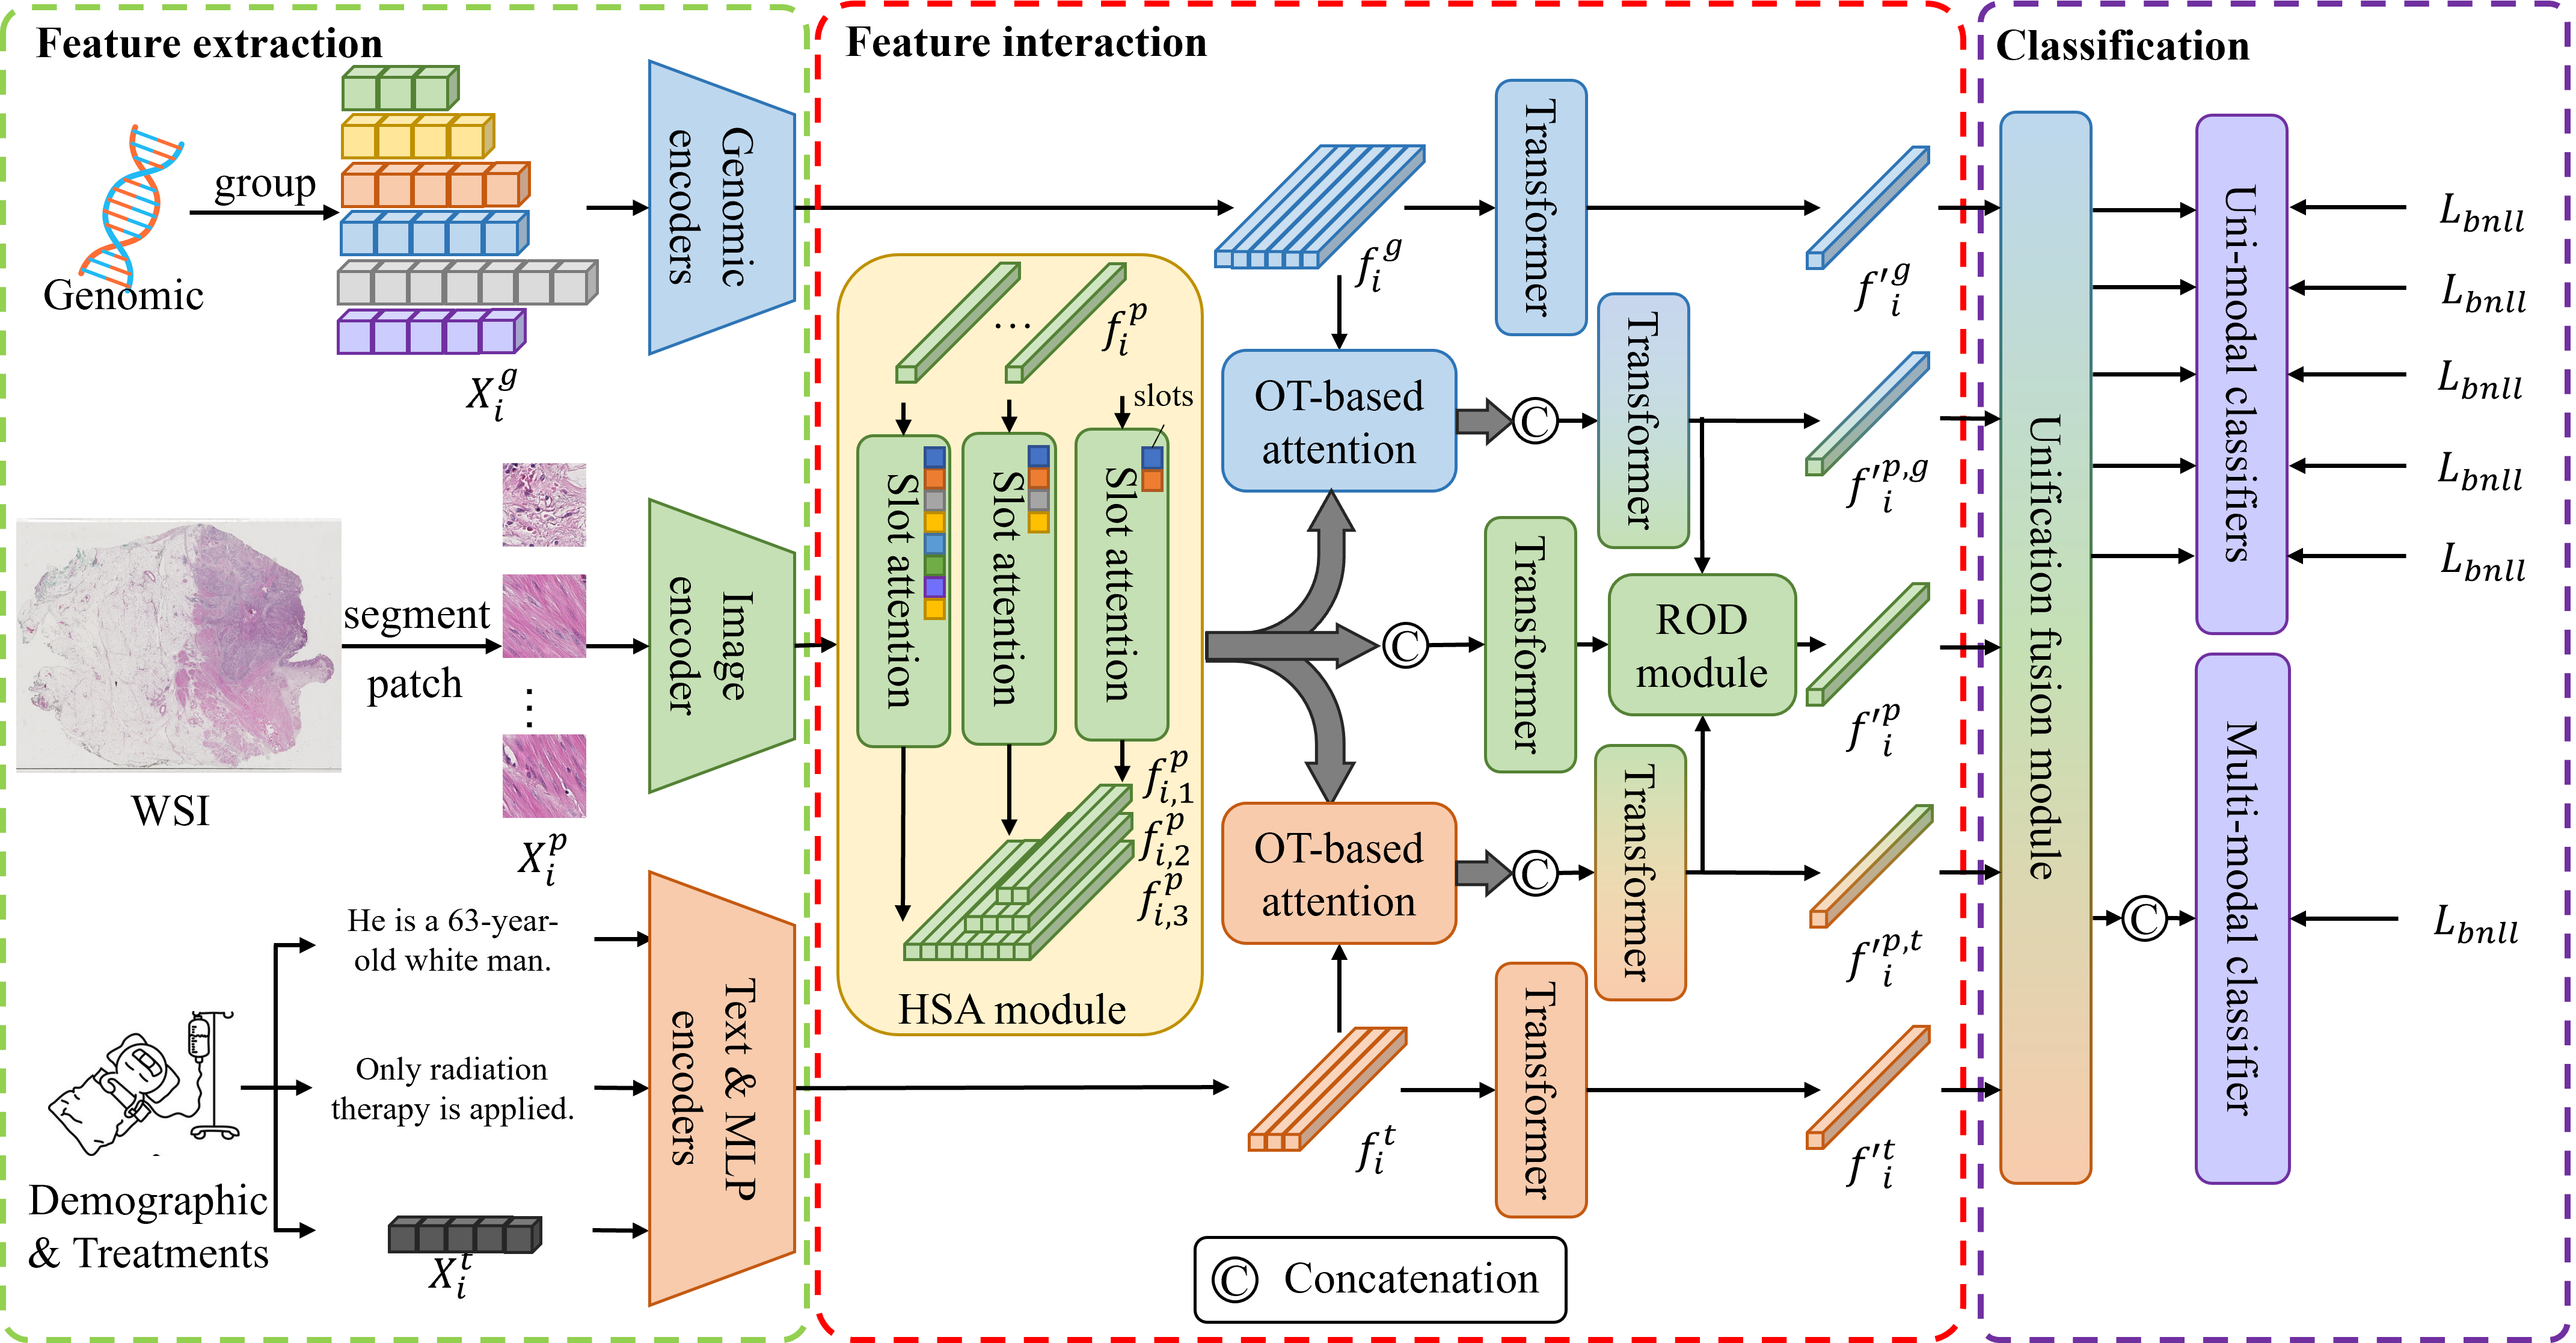 Feature extraction
Genomic
group
X_i^g
Genomic
encoders
WSI
segment
patch
X_i^p
Image
encoder
Demographic
& Treatments
He is a 63-year-
old white man.
Only radiation
therapy is applied.
X_i^t
Text & MLP
encoders
Feature interaction
...
f_i^p
slots
Slot attention
Slot attention
Slot attention
f_{i,1}^p
f_{i,2}^p
f_{i,3}^p
HSA module
f_i^g
Transformer
f'_i^g
OT-based
attention
C
Transformer
f'_i^{p,g}
C
Transformer
ROD
module
f'_i^p
OT-based
attention
C
Transformer
f'_i^{p,t}
f_i^t
Transformer
f'_i^t
C Concatenation
Classification
Unification fusion module
Uni-modal classifiers
L_{bnll}
L_{bnll}
L_{bnll}
L_{bnll}
L_{bnll}
C
Multi-modal classifier
L_{bnll}